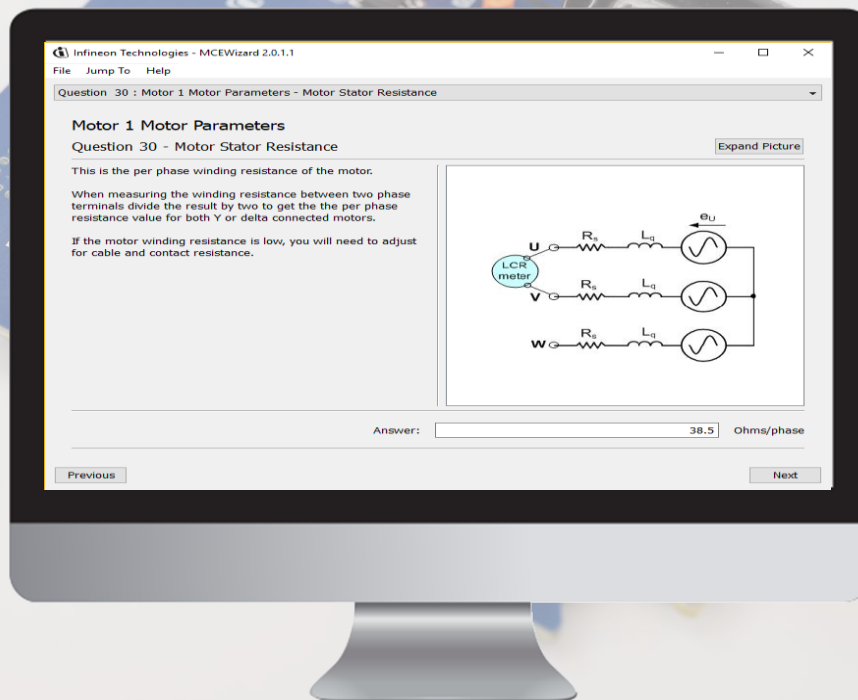 Infineon Technologies - MCEWizard 2.0.1.1
File Jump To Help
Question 30 : Motor 1 Motor Parameters - Motor Stator Resistance
Motor 1 Motor Parameters
Question 30 - Motor Stator Resistance
Expand Picture
This is the per phase winding resistance of the motor.
When measuring the winding resistance between two phase
terminals divide the result by two to get the the per phase
resistance value for both Y or delta connected motors.
If the motor winding resistance is low, you will need to adjust
for cable and contact resistance.
eU
U Rs Lq
LCR
meter
V Rs Lq
W Rs Lq
Answer: 38.5 Ohms/phase
Previous Next